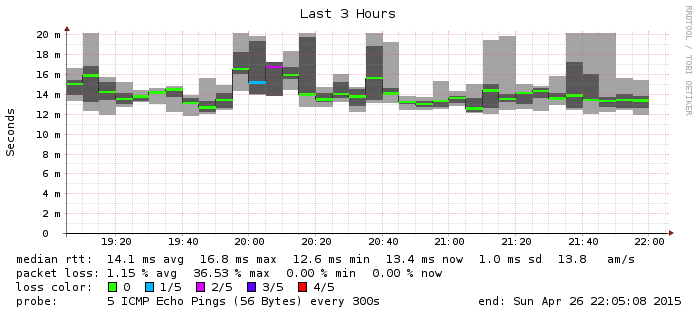 Last 3 Hours
RRDTOOL / TOBI OETIKER
Seconds
20 m
18 m
16 m
14 m
12 m
10 m
8 m
6 m
4 m
2 m
0
19:20 19:40 20:00 20:20 20:40 21:00 21:20 21:40 22:00
median rtt: 14.1 ms avg 16.8 ms max 12.6 ms min 13.4 ms now 1.0 ms sd 13.8 am/s
packet loss: 1.15 % avg 36.53 % max 0.00 % min 0.00 % now
loss color: 0 1/5 2/5 3/5 4/5
probe: 5 ICMP Echo Pings (56 Bytes) every 300s end: Sun Apr 26 22:05:08 2015